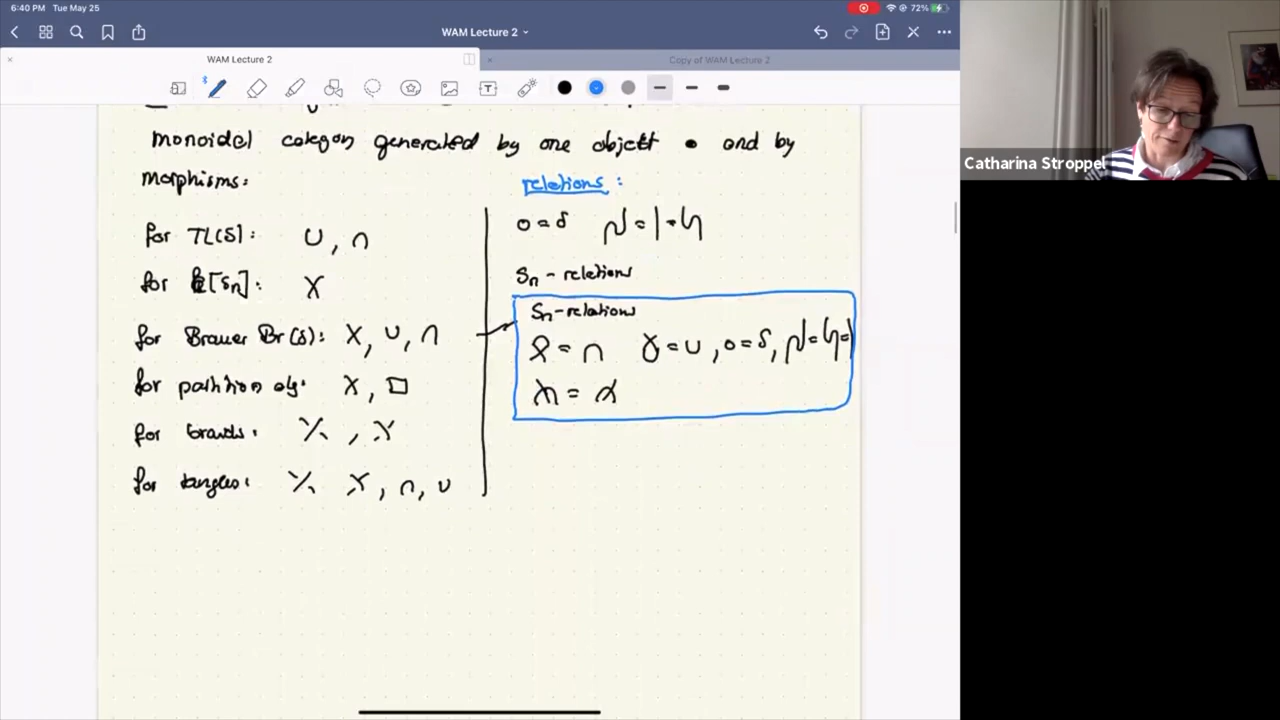 6:40 PM Tue May 25
72%
WAM Lecture 2
WAM Lecture 2
Copy of WAM Lecture 2
Catharina Stroppel
monoidal category generated by one object • and by
morphisms:
relations:
for TL(δ): ∪, ∩
○ = δ
for k[Sn]: X
Sn - relations
Sn - relations
for Brauer Br(δ): X, ∪, ∩
= ∩
= ∪, ○ = δ,
for partition alg: X, □
for braids:
for tangles: , ∩, ∪